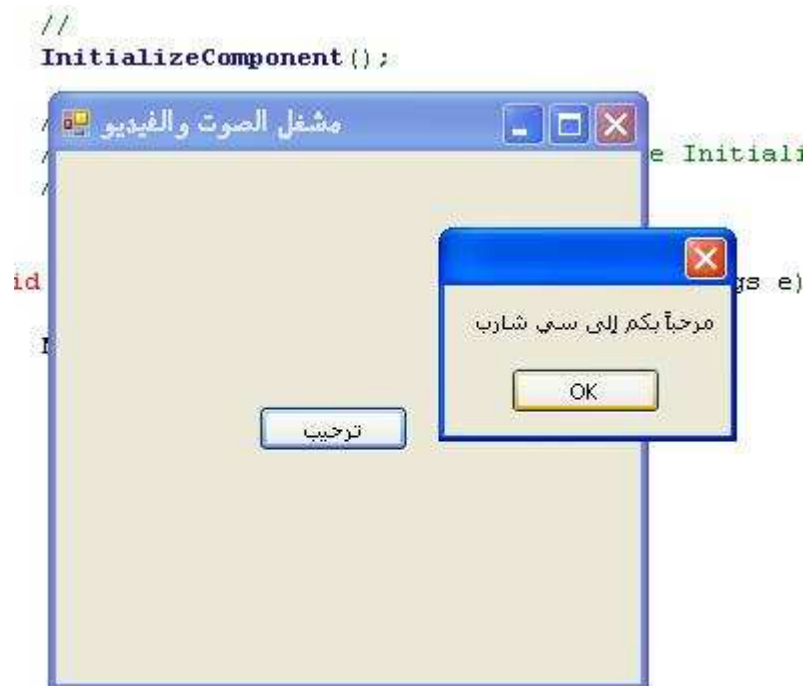 //
InitializeComponent();
مشغل الصوت والفيديو
e Initiali
مرحباً بكم إلى سي شارب
OK
id
gs e)
ترحيب